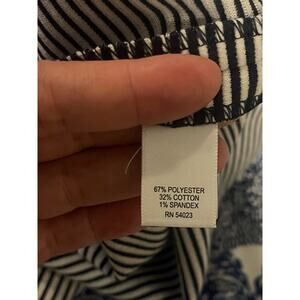 67% POLYESTER
32% COTTON
1% SPANDEX
RN 54023